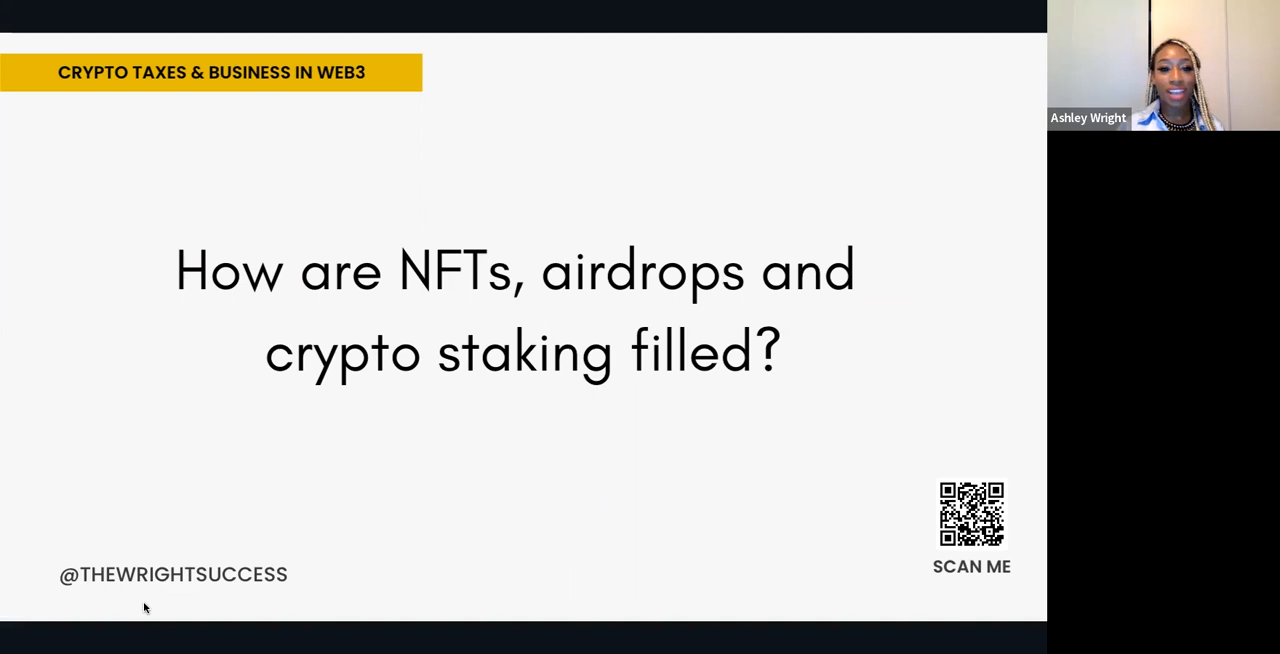 CRYPTO TAXES & BUSINESS IN WEB3
Ashley Wright
How are NFTs, airdrops and
crypto staking filled?
SCAN ME
@THEWRIGHTSUCCESS